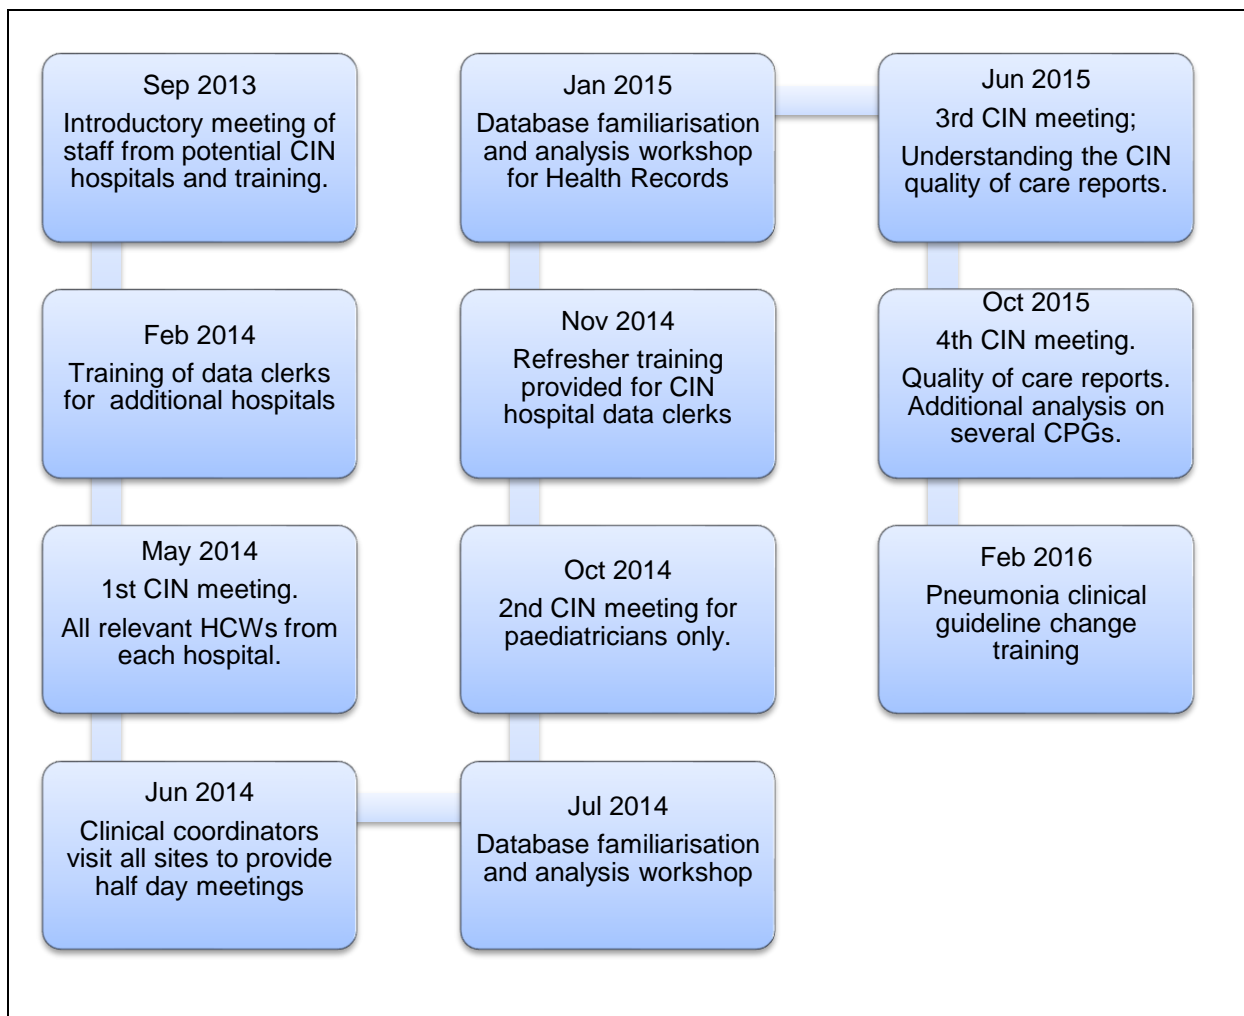 Sep 2013
Introductory meeting of
staff from potential CIN
hospitals and training.
Feb 2014
Training of data clerks
for  additional hospitals
May 2014
1st CIN meeting.
All relevant HCWs from
each hospital.
Jun 2014
Clinical coordinators
visit all sites to provide
half day meetings
Jul 2014
Database familiarisation
and analysis workshop
Oct 2014
2nd CIN meeting for
paediatricians only.
Nov 2014
Refresher training
provided for CIN
hospital data clerks
Jan 2015
Database familiarisation
and analysis workshop
for Health Records
Jun 2015
3rd CIN meeting;
Understanding the CIN
quality of care reports.
Oct 2015
4th CIN meeting.
Quality of care reports.
Additional analysis on
several CPGs.
Feb 2016
Pneumonia clinical
guideline change
training